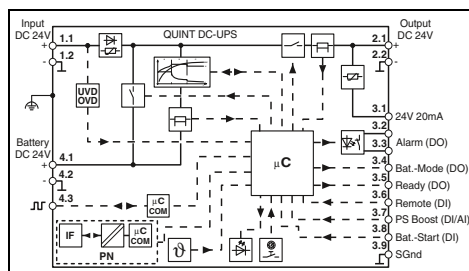 Input
DC 24V
QUINT DC-UPS
Output
DC 24V
1.1
+
1.2
-
2.1
+
2.2
-
UVD
OVD
3.1
24V 20mA
3.2
Alarm (DO)
3.3
Battery
DC 24V
4.1
+
4.2
-
4.3
µC
3.4
Bat.-Mode (DO)
3.5
Ready (DO)
3.6
Remote (DI)
3.7
PS Boost (DI/AI)
3.8
Bat.-Start (DI)
3.9
SGnd
µC
COM
IF
µC
COM
PN
ϑ